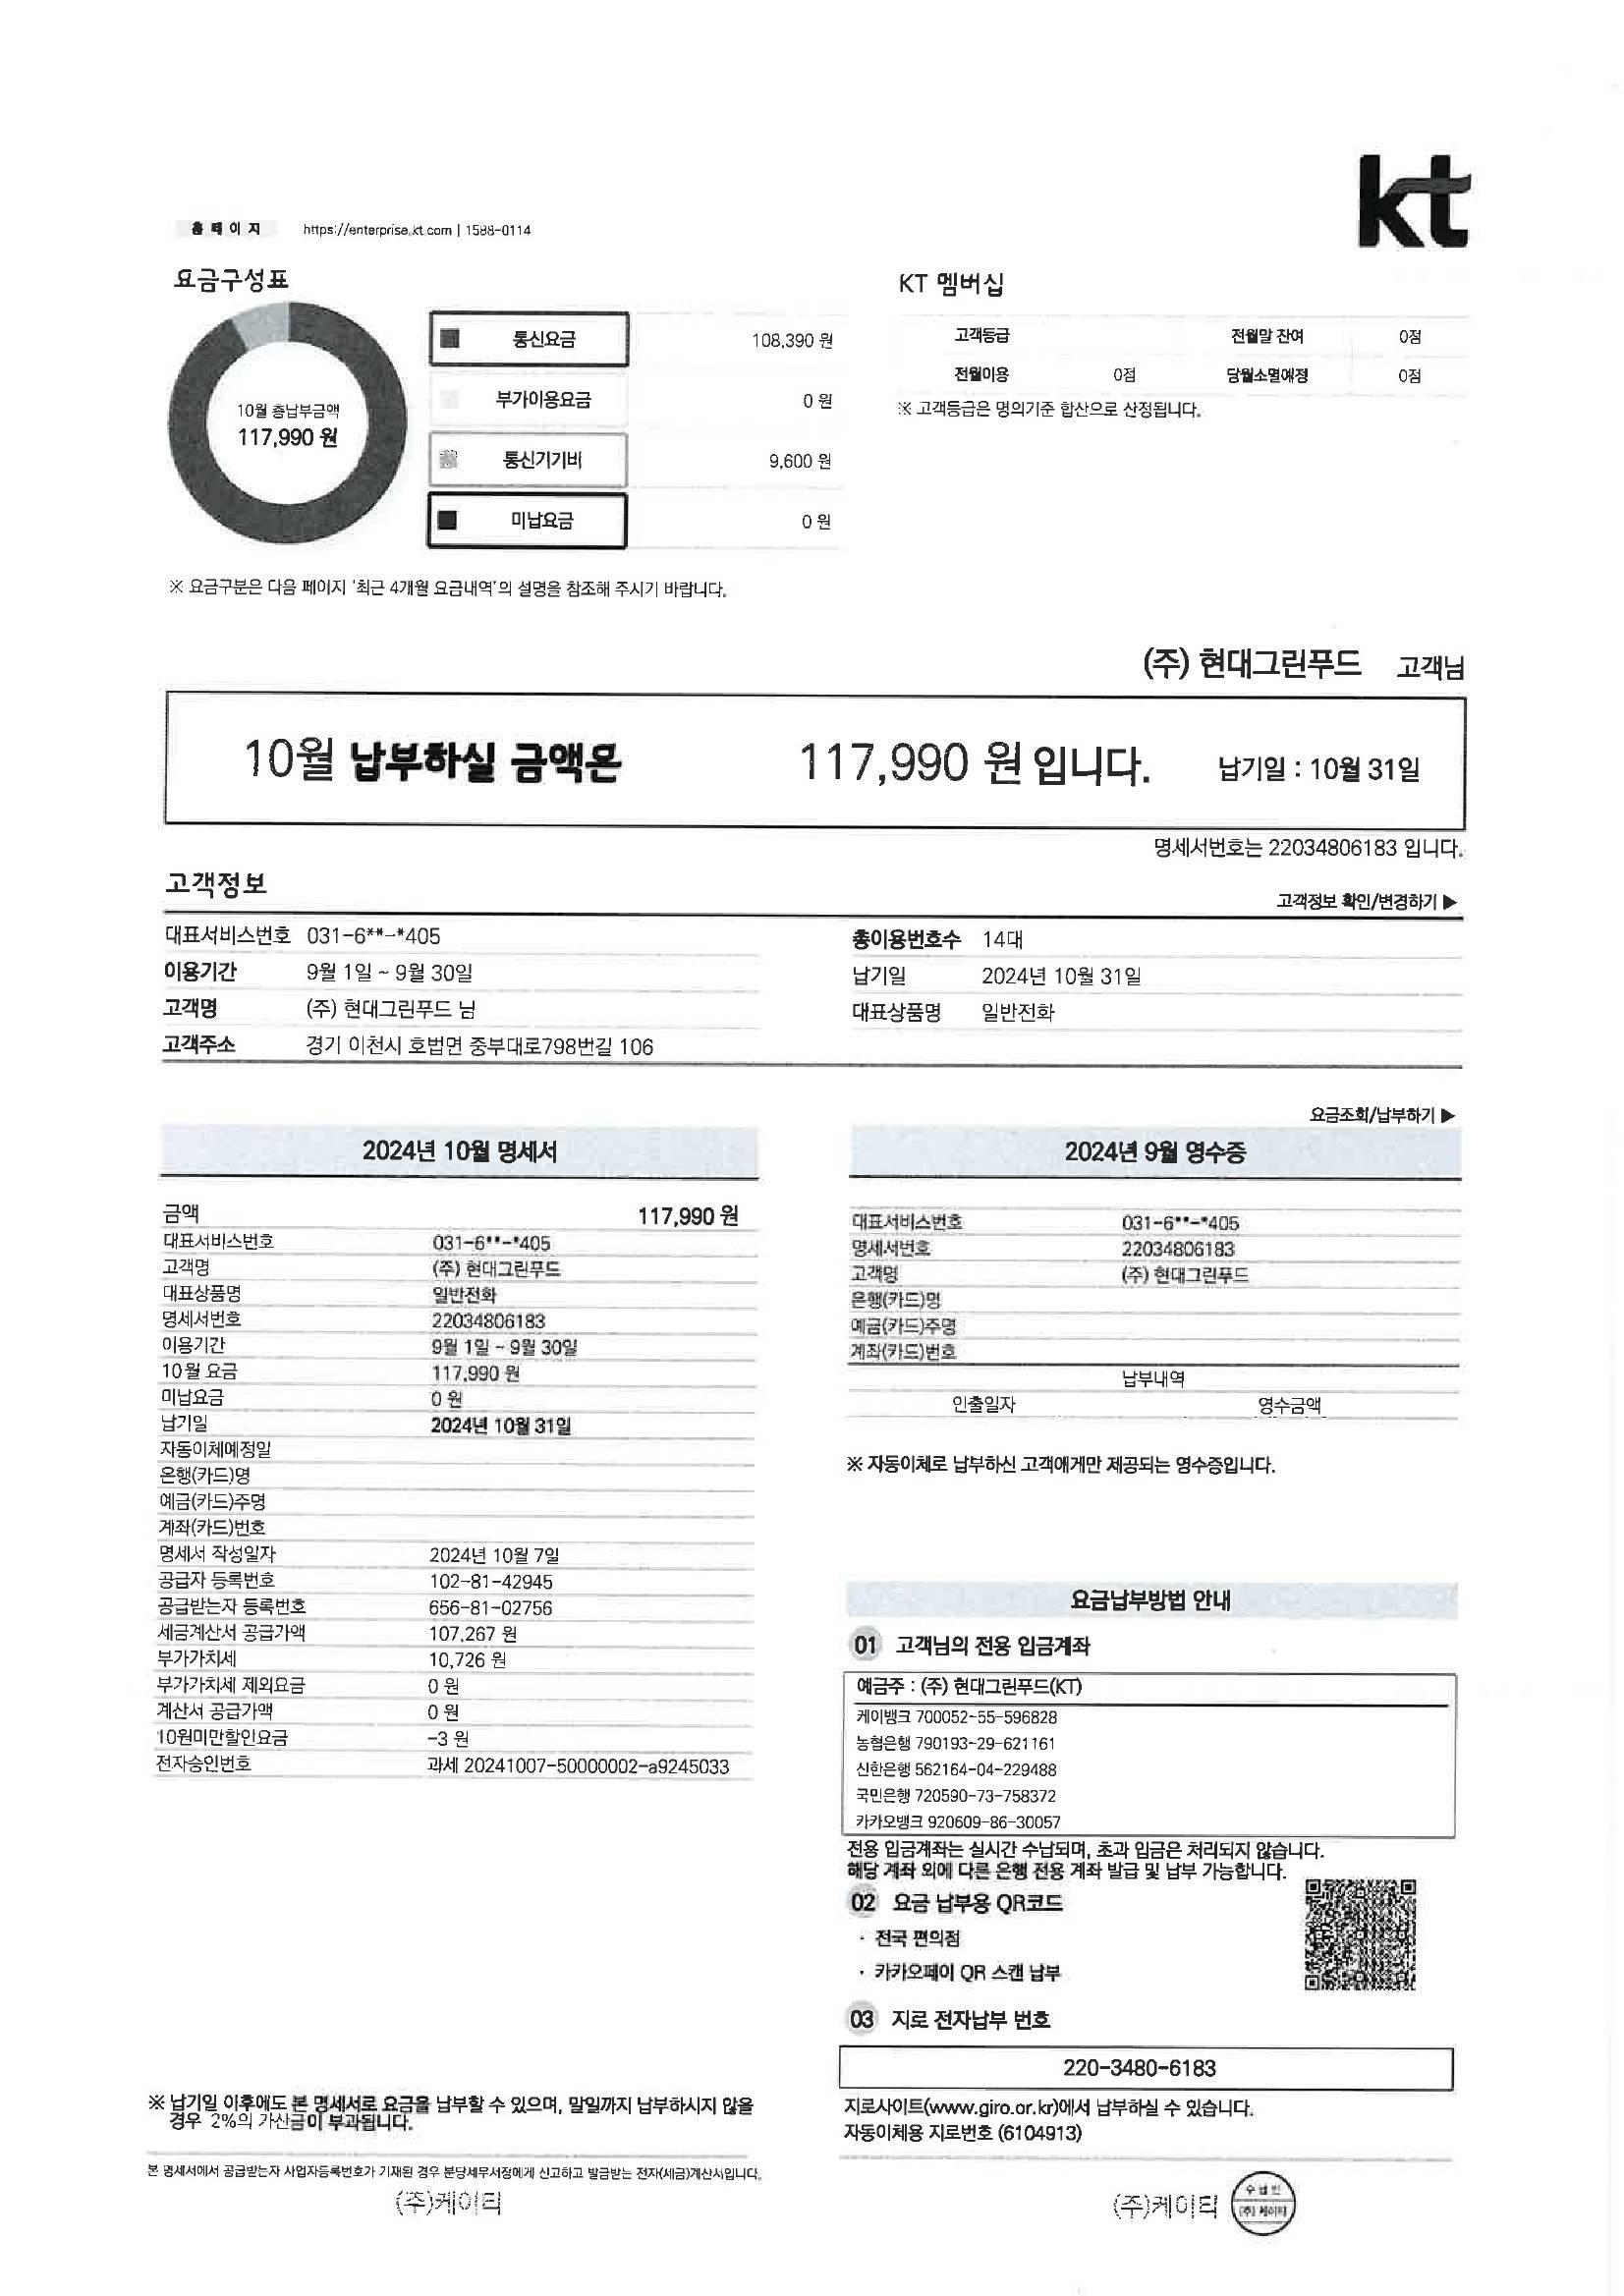 kt
홈페이지 https://enterprise.kt.com | 1588-0114
요금구성표
10월 총납부금액
117,990 원
통신요금 108,390 원
부가이용요금 0 원
통신기기비 9,600 원
미납요금 0 원
※ 요금구분은 다음 페이지 '최근 4개월 요금내역'의 설명을 참조해 주시기 바랍니다.
KT 멤버십
고객등급 전월말 잔여 0점
전월이용 0점 당월소멸예정 0점
※ 고객등급은 명의기준 합산으로 산정됩니다.
(주) 현대그린푸드 고객님
10월 납부하실 금액은 117,990 원 입니다. 납기일 : 10월 31일
명세서번호는 22034806183 입니다.
고객정보
고객정보 확인/변경하기 ▶
대표서비스번호 031-6**-*405 총이용번호수 14대
이용기간 9월 1일 ~ 9월 30일 납기일 2024년 10월 31일
고객명 (주) 현대그린푸드 님 대표상품명 일반전화
고객주소 경기 이천시 호법면 중부대로798번길 106
요금조회/납부하기 ▶
2024년 10월 명세서
금액 117,990 원
대표서비스번호 031-6**-*405
고객명 (주) 현대그린푸드
대표상품명 일반전화
명세서번호 22034806183
이용기간 9월 1일 ~ 9월 30일
10월 요금 117,990 원
미납요금 0 원
납기일 2024년 10월 31일
자동이체예정일
은행(카드)명
예금(카드)주명
계좌(카드)번호
명세서 작성일자 2024년 10월 7일
공급자 등록번호 102-81-42945
공급받는자 등록번호 656-81-02756
세금계산서 공급가액 107,267 원
부가가치세 10,726 원
부가가치세 제외요금 0 원
계산서 공급가액 0 원
10원미만할인요금 -3 원
전자승인번호 과세 20241007-50000002-a9245033
※ 납기일 이후에도 본 명세서로 요금을 납부할 수 있으며, 말일까지 납부하시지 않을
경우 2%의 가산금이 부과됩니다.
본 명세서에서 공급받는자 사업자등록번호가 기재된 경우 분당세무서장에게 신고하고 발급받는 전자(세금)계산서입니다.
(주)케이티
2024년 9월 영수증
대표서비스번호 031-6**-*405
명세서번호 22034806183
고객명 (주) 현대그린푸드
은행(카드)명
예금(카드)주명
계좌(카드)번호
납부내역
인출일자 영수금액
※ 자동이체로 납부하신 고객에게만 제공되는 영수증입니다.
요금납부방법 안내
01 고객님의 전용 입금계좌
예금주 : (주) 현대그린푸드(KT)
케이뱅크 700052-55-596828
농협은행 790193-29-621161
신한은행 562164-04-229488
국민은행 720590-73-758372
카카오뱅크 920609-86-30057
전용 입금계좌는 실시간 수납되며, 초과 입금은 처리되지 않습니다.
해당 계좌 외에 다른 은행 전용 계좌 발급 및 납부 가능합니다.
02 요금 납부용 QR코드
· 전국 편의점
· 카카오페이 QR 스캔 납부
03 지로 전자납부 번호
220-3480-6183
지로사이트(www.giro.or.kr)에서 납부하실 수 있습니다.
자동이체용 지로번호 (6104913)
(주)케이티
수납인
(주) 케이티